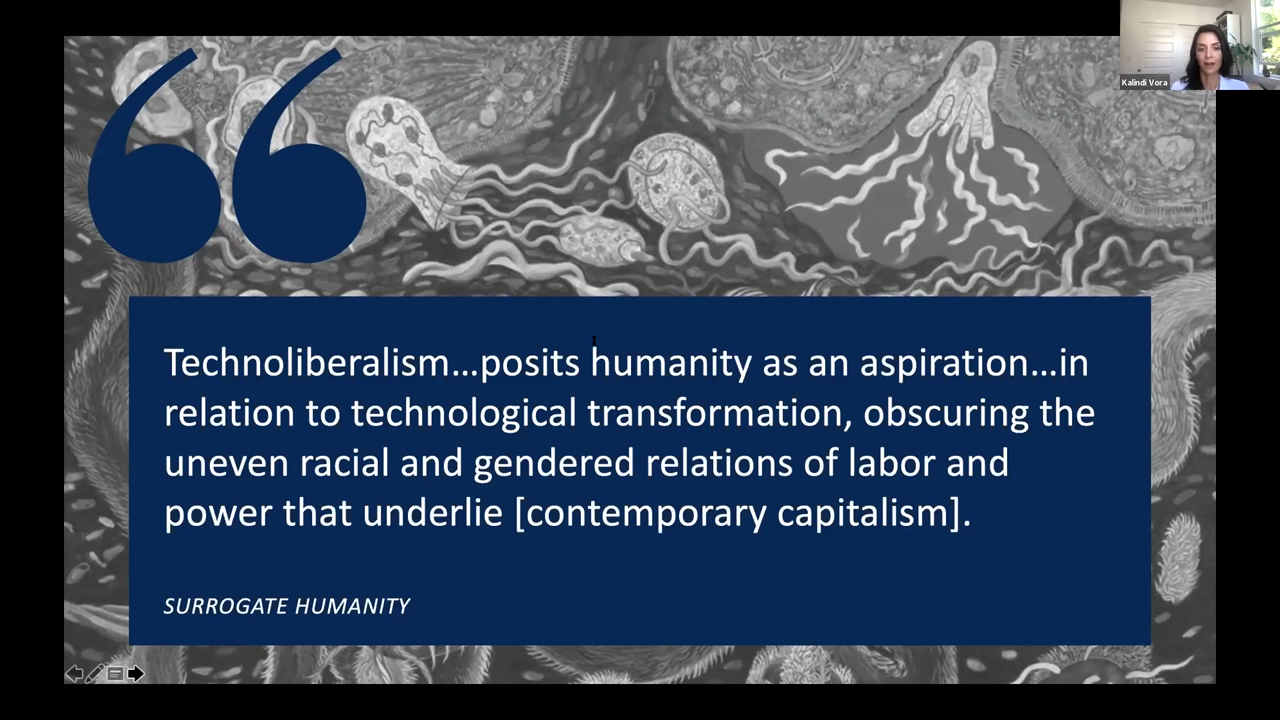 Kalindi Vora
“
Technoliberalism...posits humanity as an aspiration...in
relation to technological transformation, obscuring the
uneven racial and gendered relations of labor and
power that underlie [contemporary capitalism].
SURROGATE HUMANITY